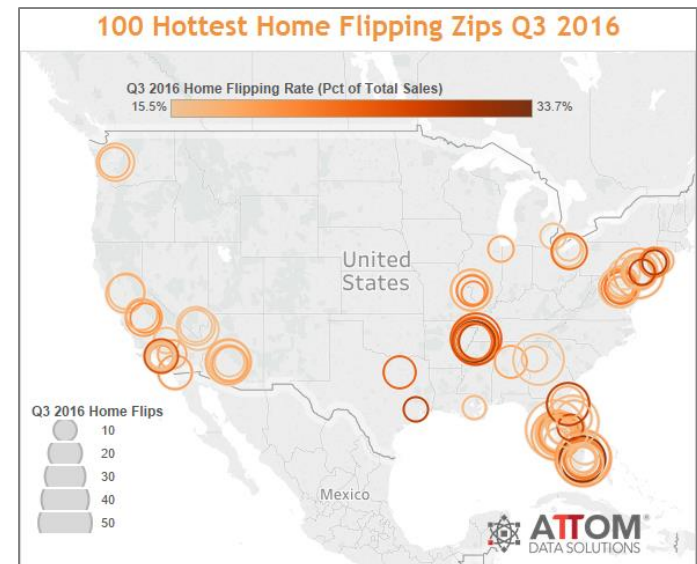 100 Hottest Home Flipping Zips Q3 2016
Q3 2016 Home Flipping Rate (Pct of Total Sales)
15.5% 33.7%
United
States
Q3 2016 Home Flips
10
20
30
40
50
Mexico
ATTOM®
DATA SOLUTIONS